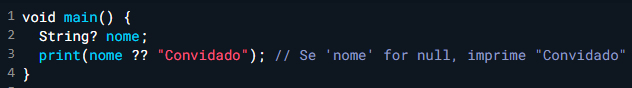 1 void main() {
2   String? nome;
3   print(nome ?? "Convidado"); // Se 'nome' for null, imprime "Convidado"
4 }